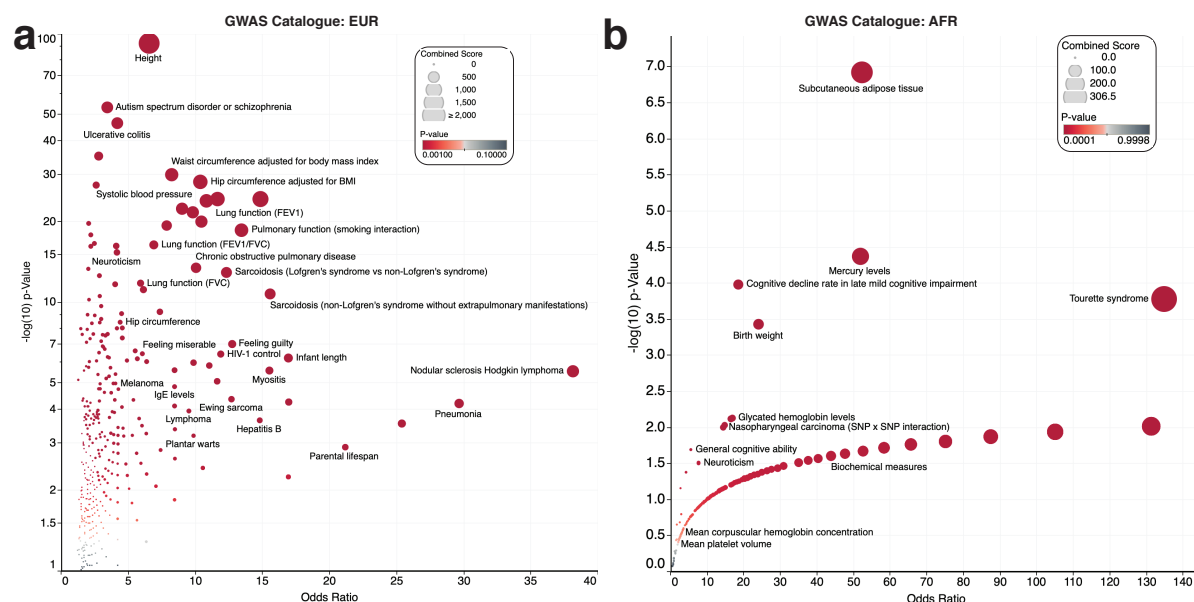 a
GWAS Catalogue: EUR
100
70
50
40
30
20
15
10
7
5
4
3
2
1.5
1
-log(10) p-Value
0
5
10
15
20
25
30
35
40
Odds Ratio
Combined Score
0
500
1,000
1,500
≥ 2,000
P-value
0.00100 0.10000
Height
Autism spectrum disorder or schizophrenia
Ulcerative colitis
Waist circumference adjusted for body mass index
Hip circumference adjusted for BMI
Systolic blood pressure
Lung function (FEV1)
Pulmonary function (smoking interaction)
Lung function (FEV1/FVC)
Neuroticism
Chronic obstructive pulmonary disease
Sarcoidosis (Lofgren's syndrome vs non-Lofgren's syndrome)
Lung function (FVC)
Sarcoidosis (non-Lofgren's syndrome without extrapulmonary manifestations)
Hip circumference
Feeling miserable
Feeling guilty
HIV-1 control
Infant length
Myositis
Nodular sclerosis Hodgkin lymphoma
Melanoma
IgE levels
Ewing sarcoma
Pneumonia
Lymphoma
Hepatitis B
Plantar warts
Parental lifespan
b
GWAS Catalogue: AFR
7.0
6.5
6.0
5.5
5.0
4.5
4.0
3.5
3.0
2.5
2.0
1.5
1.0
0.5
0.0
-log(10) p-Value
0
10
20
30
40
50
60
70
80
90
100
110
120
130
140
Odds Ratio
Combined Score
0.0
100.0
200.0
306.5
P-value
0.0001 0.9998
Subcutaneous adipose tissue
Mercury levels
Cognitive decline rate in late mild cognitive impairment
Tourette syndrome
Birth weight
Glycated hemoglobin levels
Nasopharyngeal carcinoma (SNP x SNP interaction)
General cognitive ability
Neuroticism
Biochemical measures
Mean corpuscular hemoglobin concentration
Mean platelet volume